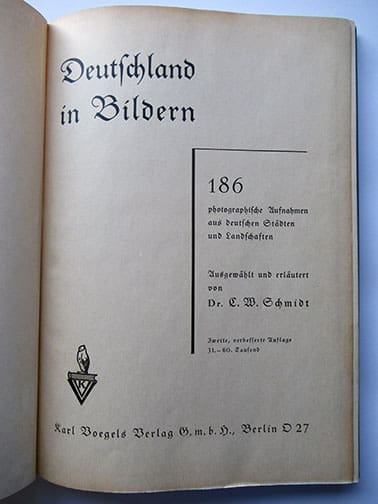 Deutſchland
in Bildern
186
photographiſche Aufnahmen
aus deutſchen Städten
und Landſchaften
Ausgewählt und erläutert
von
Dr. C. W. Schmidt
Zweite, verbeſſerte Auflage
31.–60. Tauſend
KV
Karl Voegels Verlag G. m. b. H., Berlin O 27